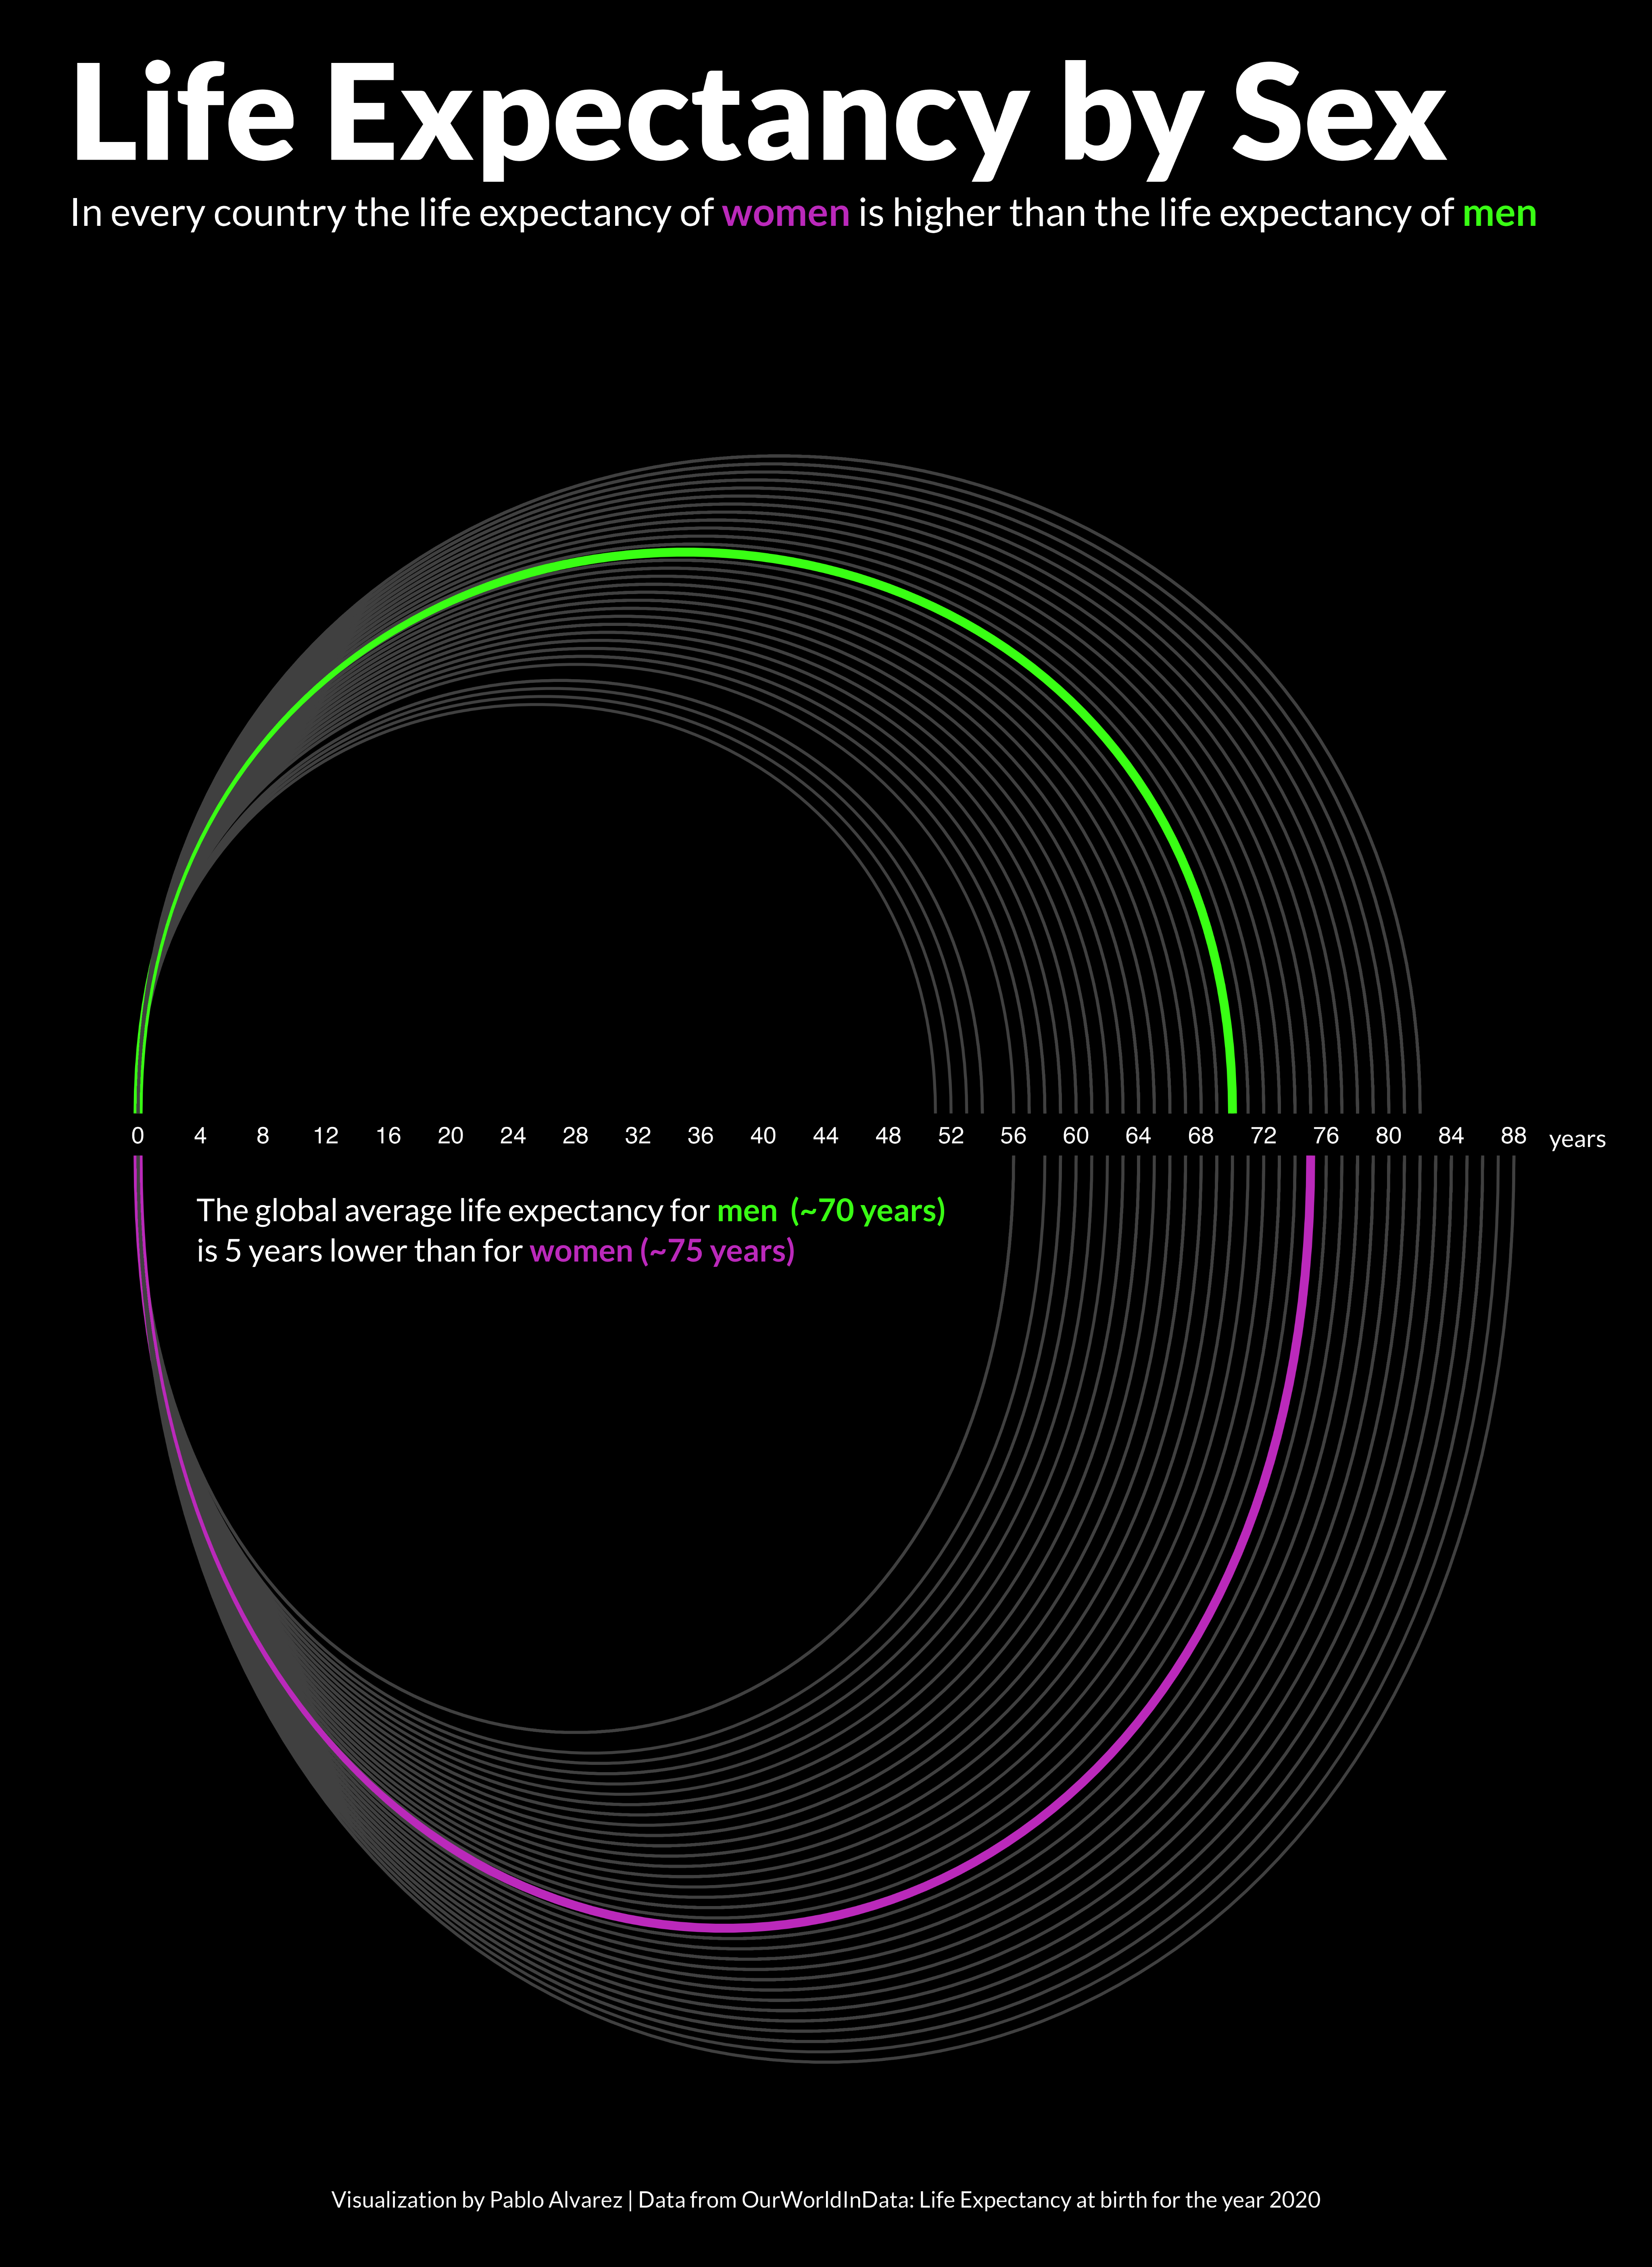 Life Expectancy by Sex
In every country the life expectancy of women is higher than the life expectancy of men
0 4 8 12 16 20 24 28 32 36 40 44 48 52 56 60 64 68 72 76 80 84 88 years
The global average life expectancy for men (~70 years)
is 5 years lower than for women (~75 years)
Visualization by Pablo Alvarez | Data from OurWorldInData: Life Expectancy at birth for the year 2020